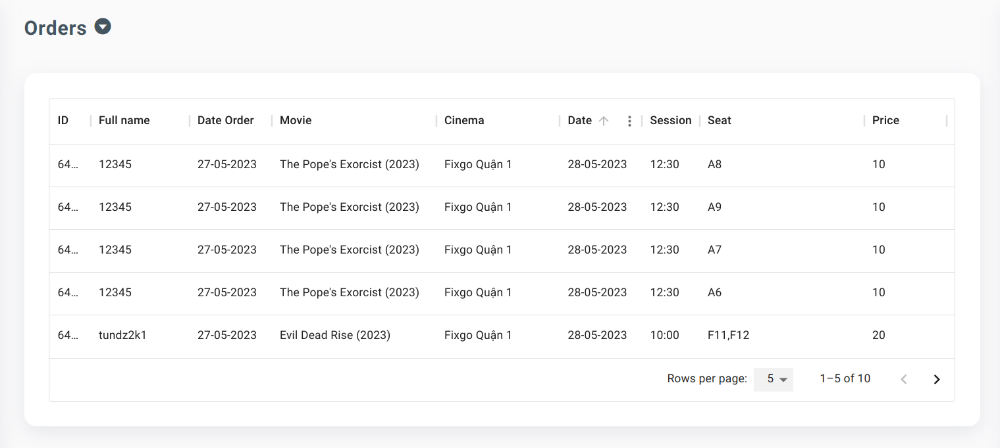 Orders
ID Full name Date Order Movie Cinema Date Session Seat Price
64... 12345 27-05-2023 The Pope's Exorcist (2023) Fixgo Quận 1 28-05-2023 12:30 A8 10
64... 12345 27-05-2023 The Pope's Exorcist (2023) Fixgo Quận 1 28-05-2023 12:30 A9 10
64... 12345 27-05-2023 The Pope's Exorcist (2023) Fixgo Quận 1 28-05-2023 12:30 A7 10
64... 12345 27-05-2023 The Pope's Exorcist (2023) Fixgo Quận 1 28-05-2023 12:30 A6 10
64... tundz2k1 27-05-2023 Evil Dead Rise (2023) Fixgo Quận 1 28-05-2023 10:00 F11,F12 20
Rows per page: 5 1–5 of 10